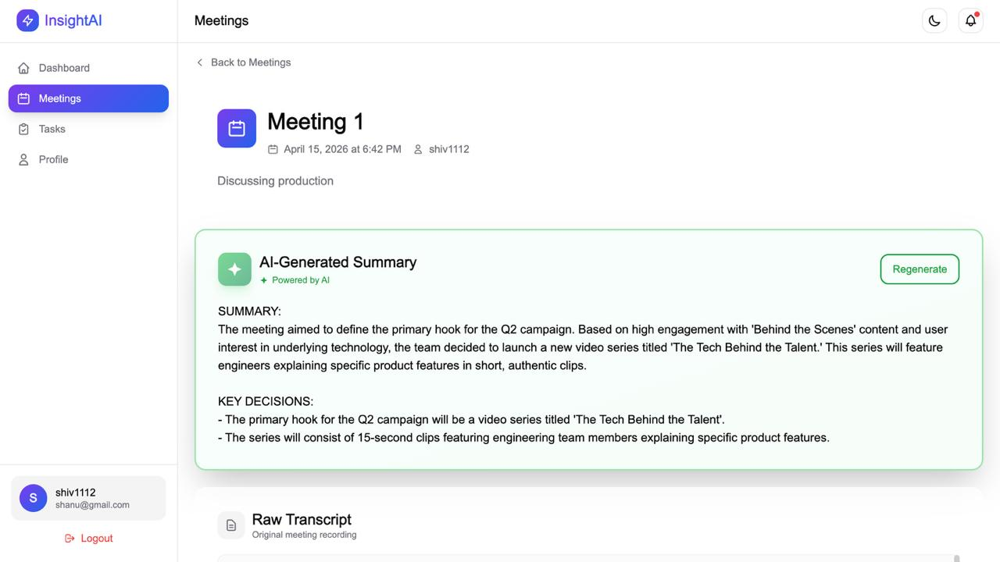 InsightAI
Meetings
Dashboard
Meetings
Tasks
Profile
Back to Meetings
Meeting 1
April 15, 2026 at 6:42 PM shiv1112
Discussing production
AI-Generated Summary
Powered by AI
Regenerate
SUMMARY:
The meeting aimed to define the primary hook for the Q2 campaign. Based on high engagement with 'Behind the Scenes' content and user
interest in underlying technology, the team decided to launch a new video series titled 'The Tech Behind the Talent.' This series will feature
engineers explaining specific product features in short, authentic clips.
KEY DECISIONS:
- The primary hook for the Q2 campaign will be a video series titled 'The Tech Behind the Talent'.
- The series will consist of 15-second clips featuring engineering team members explaining specific product features.
Raw Transcript
Original meeting recording
S
shiv1112
shanu@gmail.com
Logout